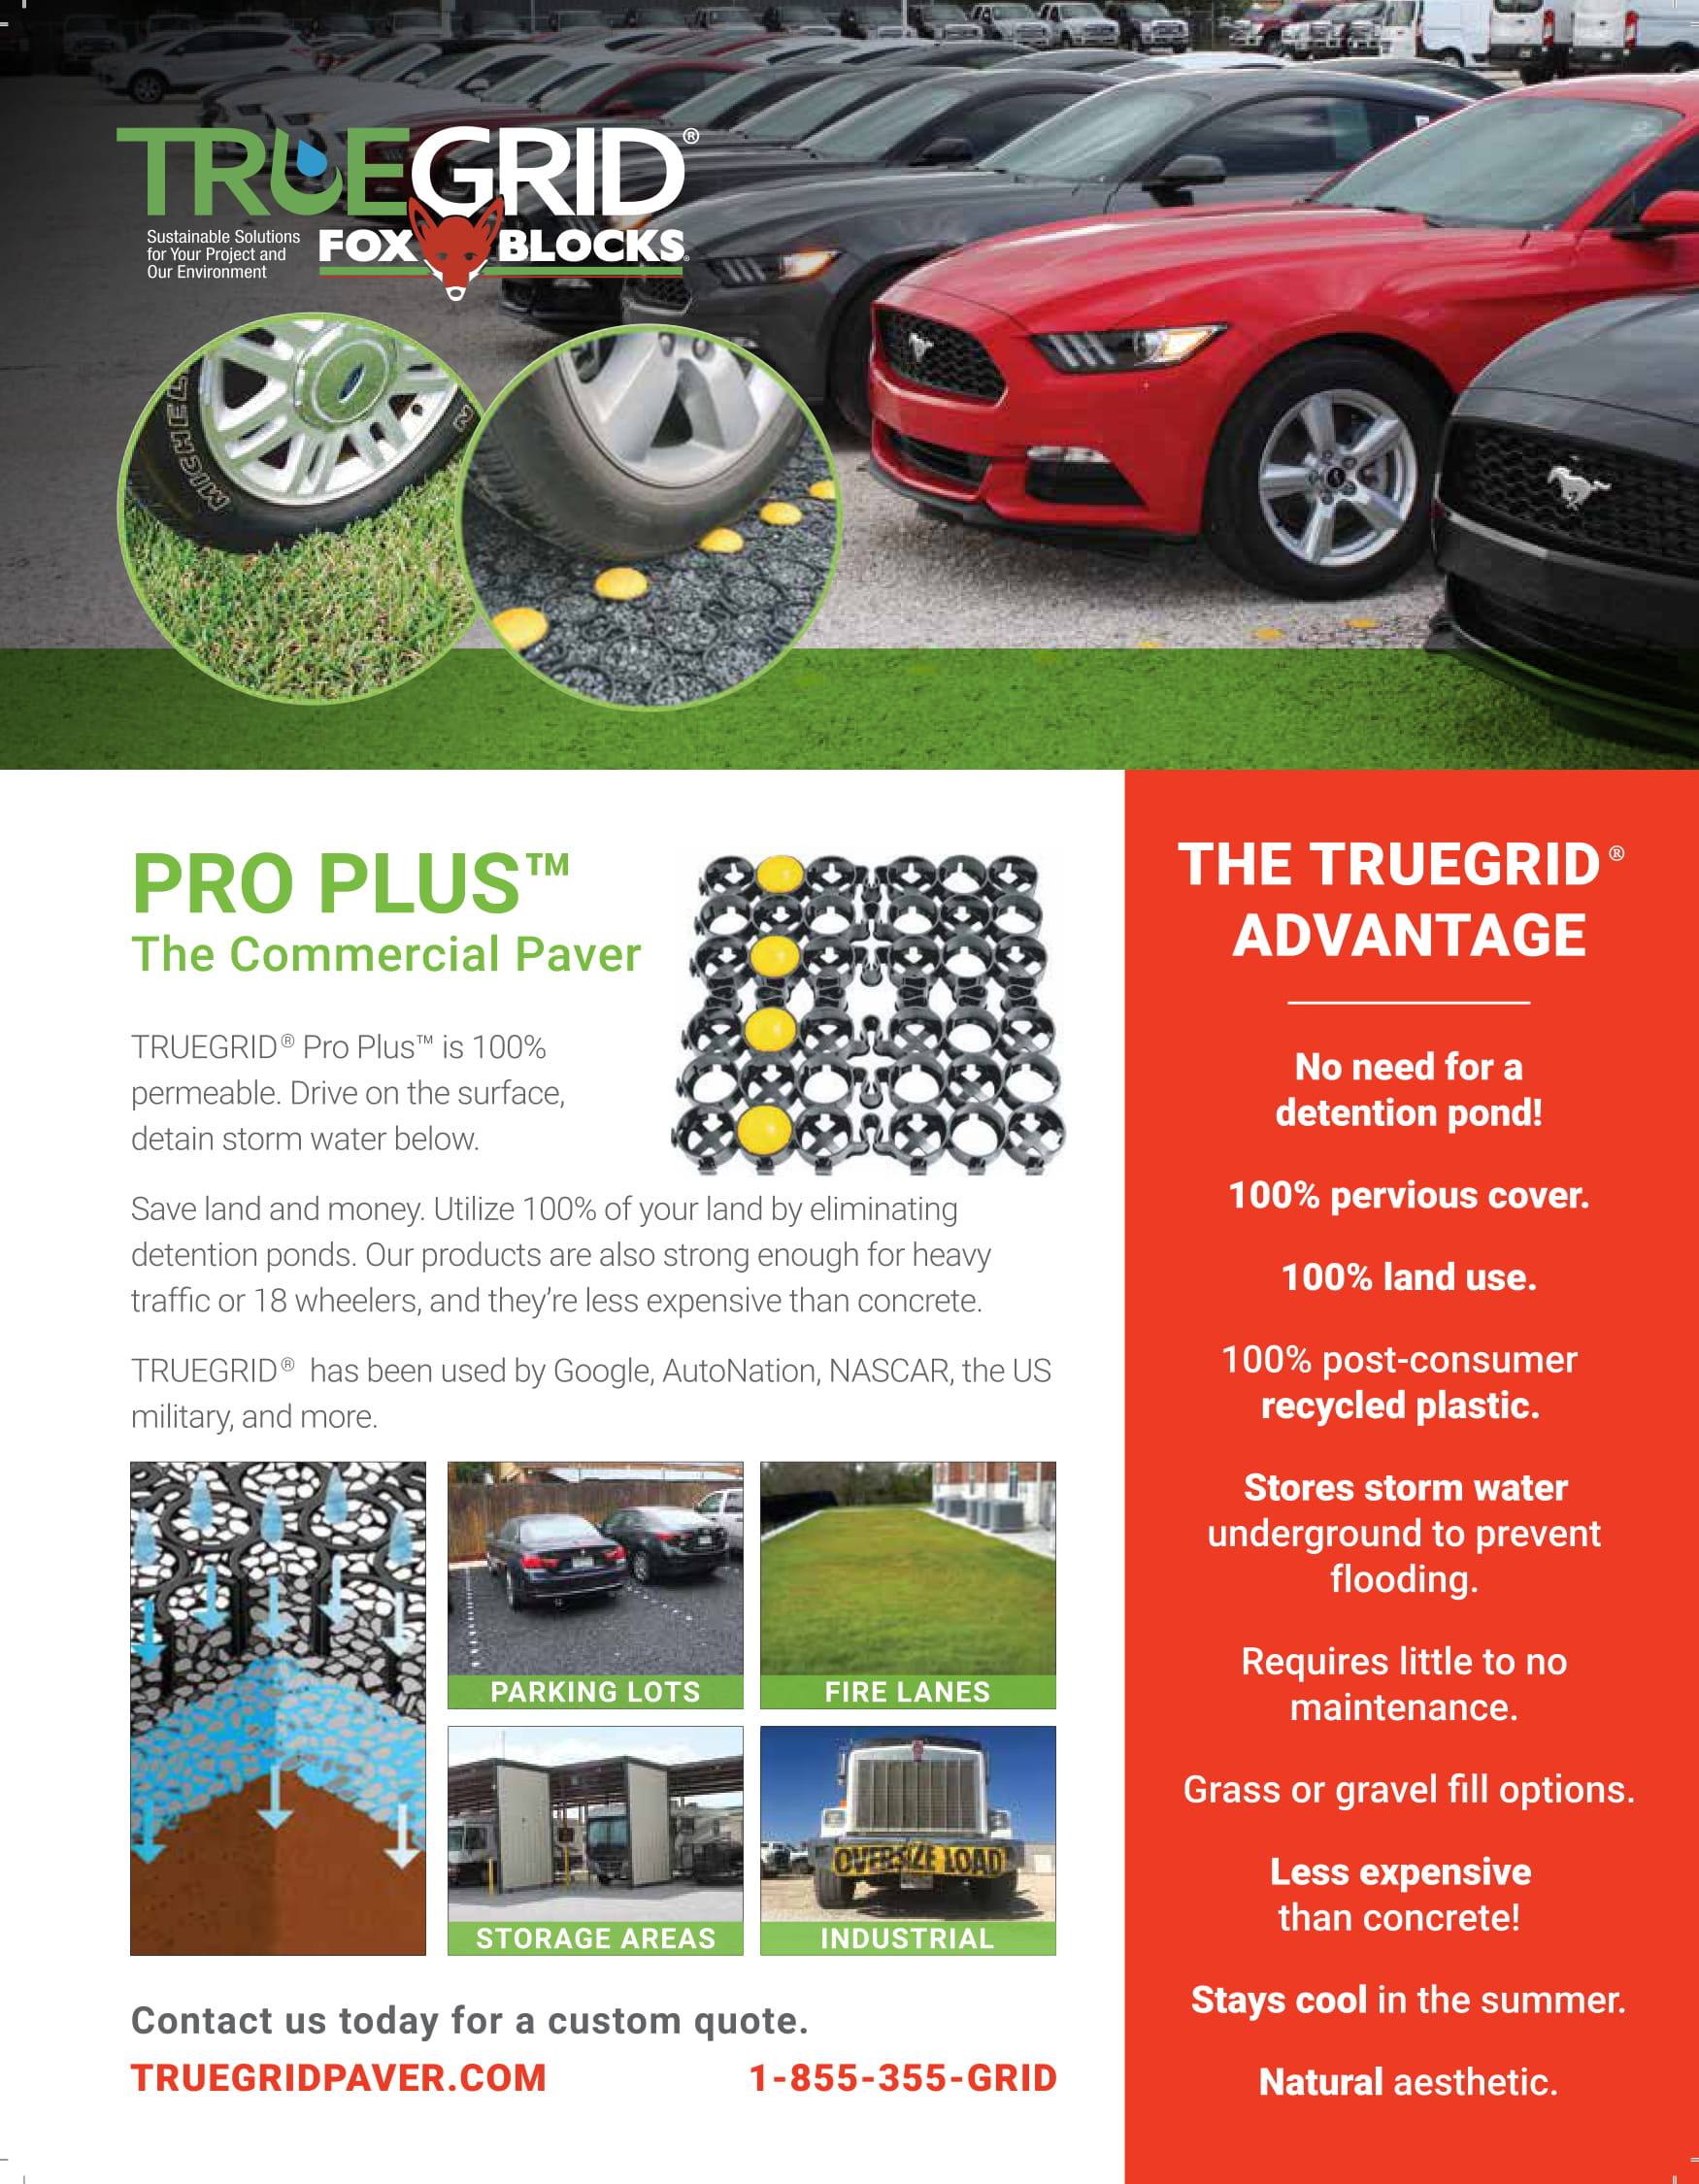 TRUEGRID®
Sustainable Solutions
for Your Project and
Our Environment
FOX BLOCKS®
MICHEL
PRO PLUS™
The Commercial Paver
TRUEGRID® Pro Plus™ is 100%
permeable. Drive on the surface,
detain storm water below.
Save land and money. Utilize 100% of your land by eliminating
detention ponds. Our products are also strong enough for heavy
traffic or 18 wheelers, and they’re less expensive than concrete.
TRUEGRID® has been used by Google, AutoNation, NASCAR, the US
military, and more.
PARKING LOTS
FIRE LANES
OVERSIZE LOAD
STORAGE AREAS
INDUSTRIAL
Contact us today for a custom quote.
TRUEGRIDPAVER.COM
1-855-355-GRID
THE TRUEGRID®
ADVANTAGE
No need for a
detention pond!
100% pervious cover.
100% land use.
100% post-consumer
recycled plastic.
Stores storm water
underground to prevent
flooding.
Requires little to no
maintenance.
Grass or gravel fill options.
Less expensive
than concrete!
Stays cool in the summer.
Natural aesthetic.